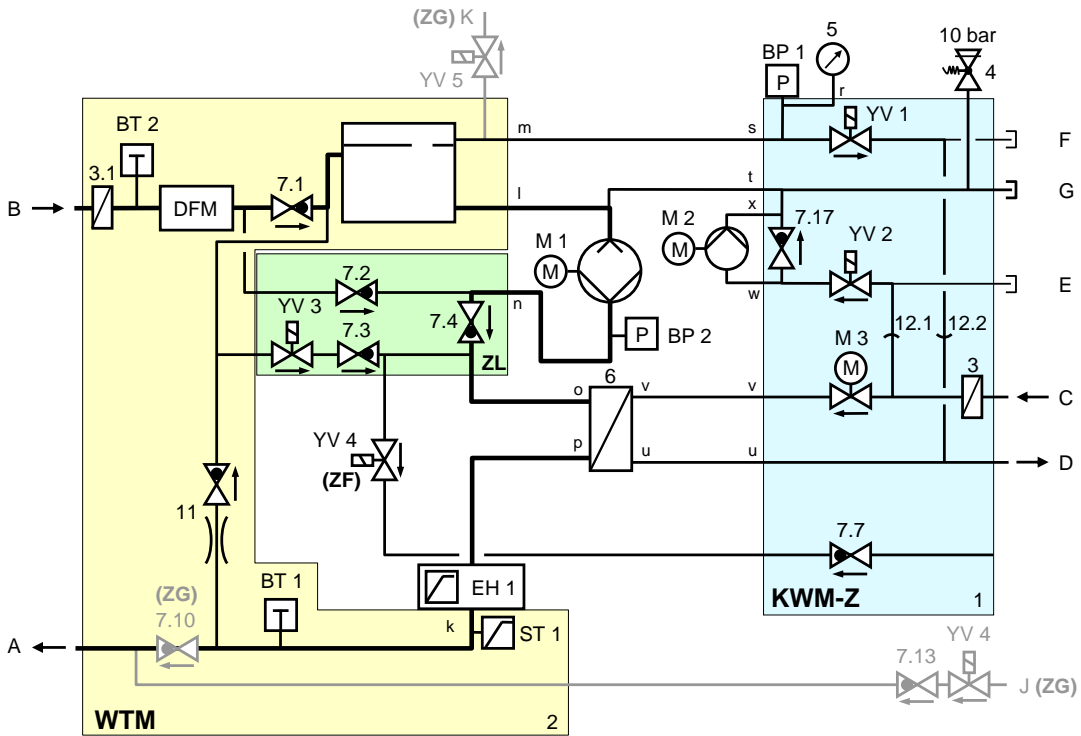 (ZG) K
YV 5
5
10 bar
BP 1
P
4
r
BT 2
T
3.1
7.1
m
s
YV 1
F
B
DFM
l
t
G
x
M 1
M 2
7.17
M
M
YV 2
7.2
n
w
E
YV 3
7.4
7.3
P
BP 2
12.1
12.2
M 3
ZL
M
3
6
o
v
v
C
YV 4
(ZF)
p
u
u
D
11
7.7
BT 1
T
EH 1
(ZG)
7.10
KWM-Z
1
k
ST 1
A
YV 4
7.13
J (ZG)
WTM
2